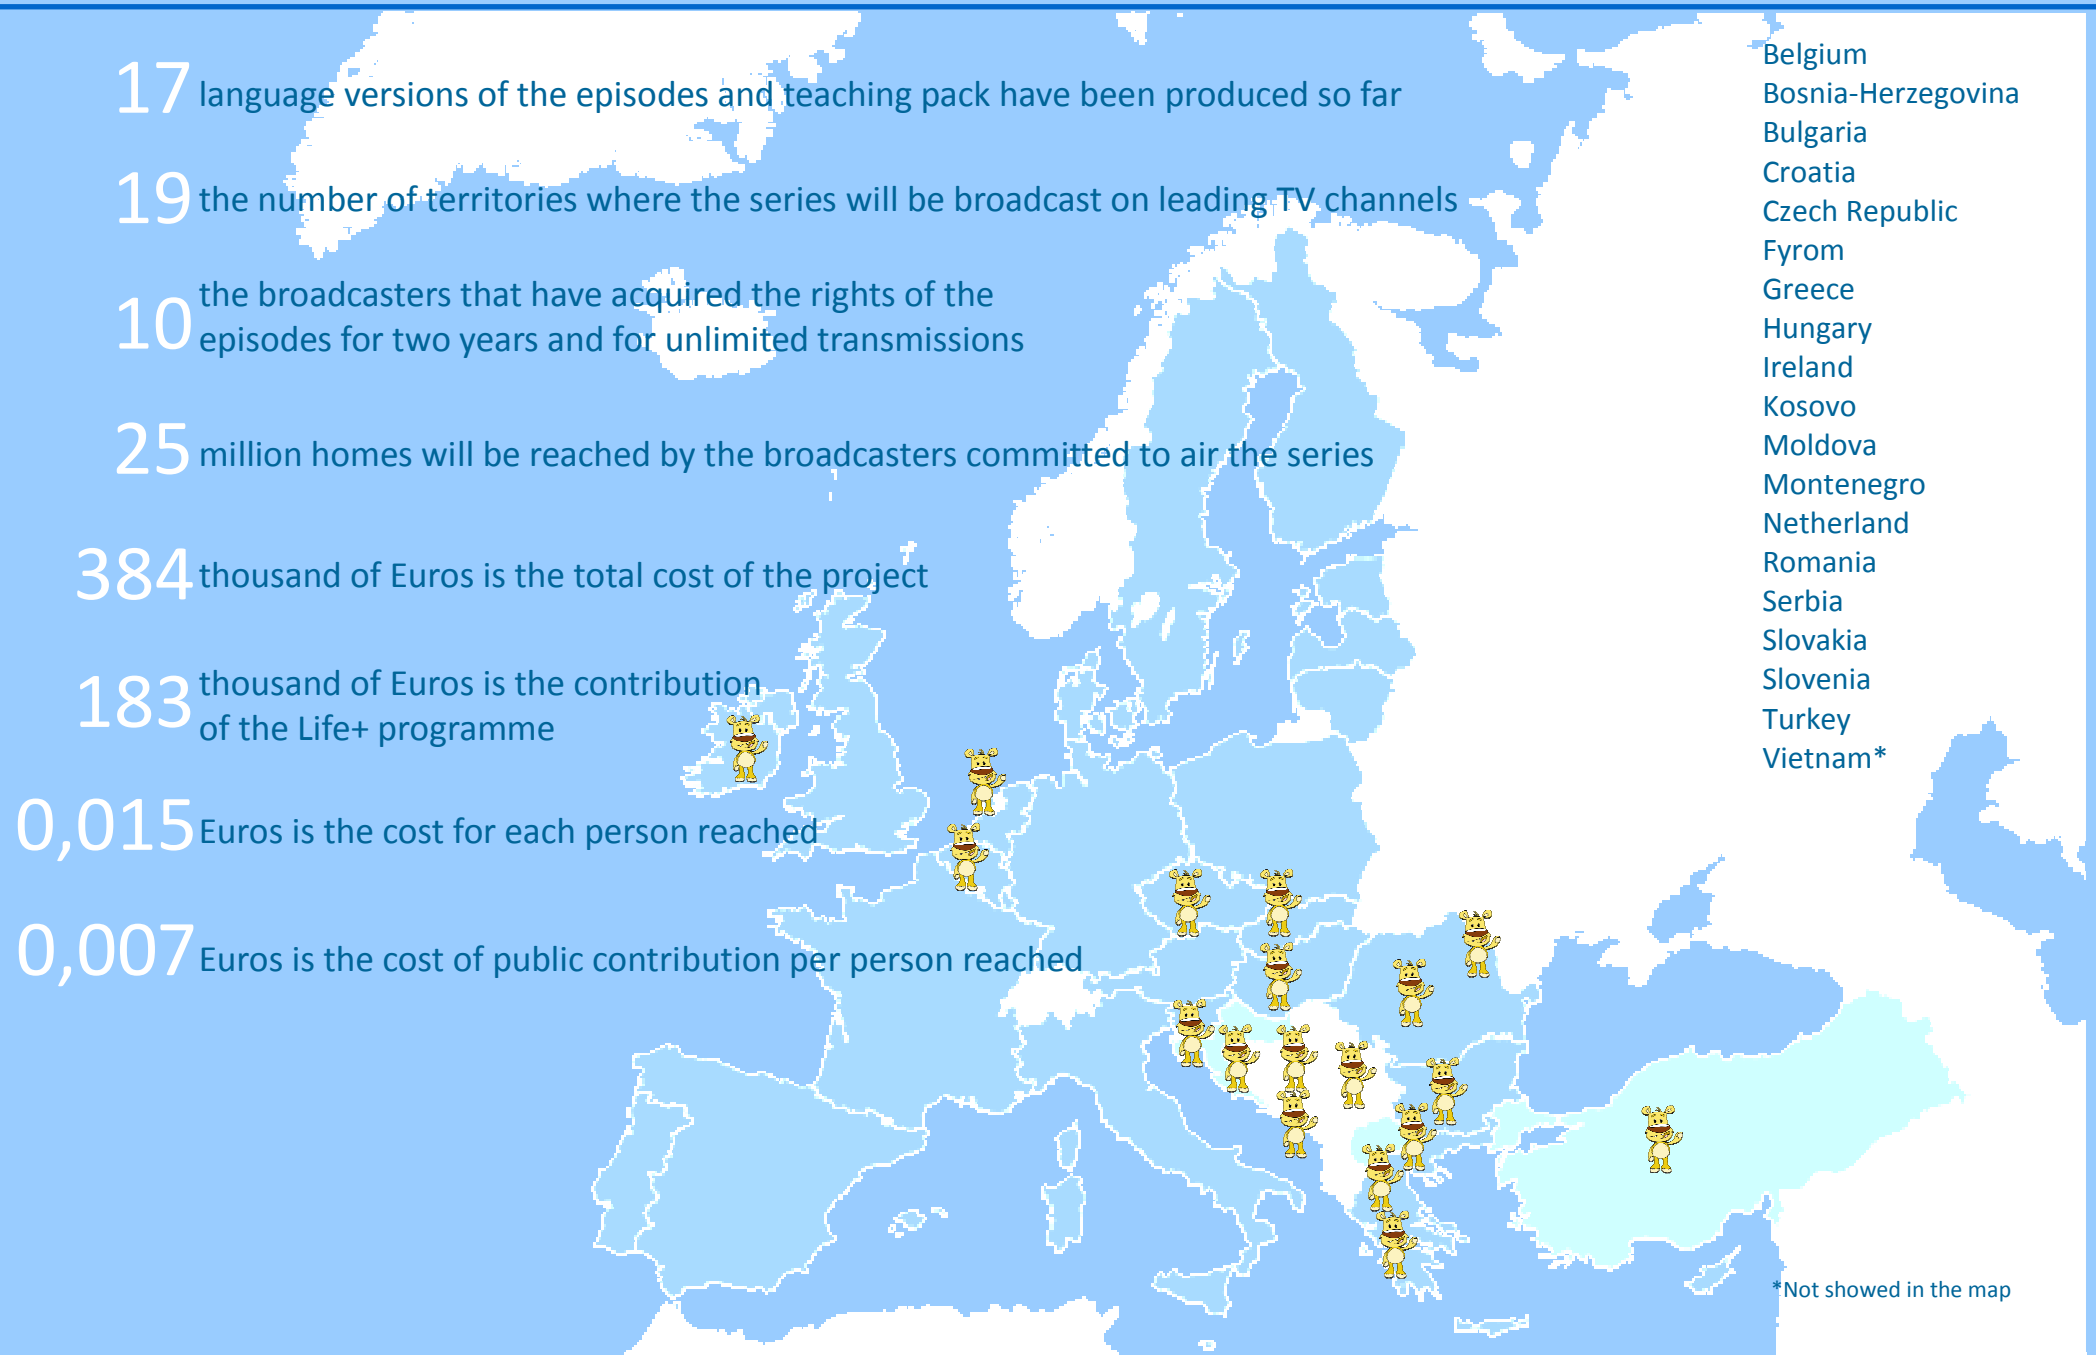 17 language versions of the episodes and teaching pack have been produced so far
19 the number of territories where the series will be broadcast on leading TV channels
10 the broadcasters that have acquired the rights of the
episodes for two years and for unlimited transmissions
25 million homes will be reached by the broadcasters committed to air the series
384 thousand of Euros is the total cost of the project
183 thousand of Euros is the contribution
of the Life+ programme
0,015 Euros is the cost for each person reached
0,007 Euros is the cost of public contribution per person reached
Belgium
Bosnia-Herzegovina
Bulgaria
Croatia
Czech Republic
Fyrom
Greece
Hungary
Ireland
Kosovo
Moldova
Montenegro
Netherland
Romania
Serbia
Slovakia
Slovenia
Turkey
Vietnam*
*Not showed in the map